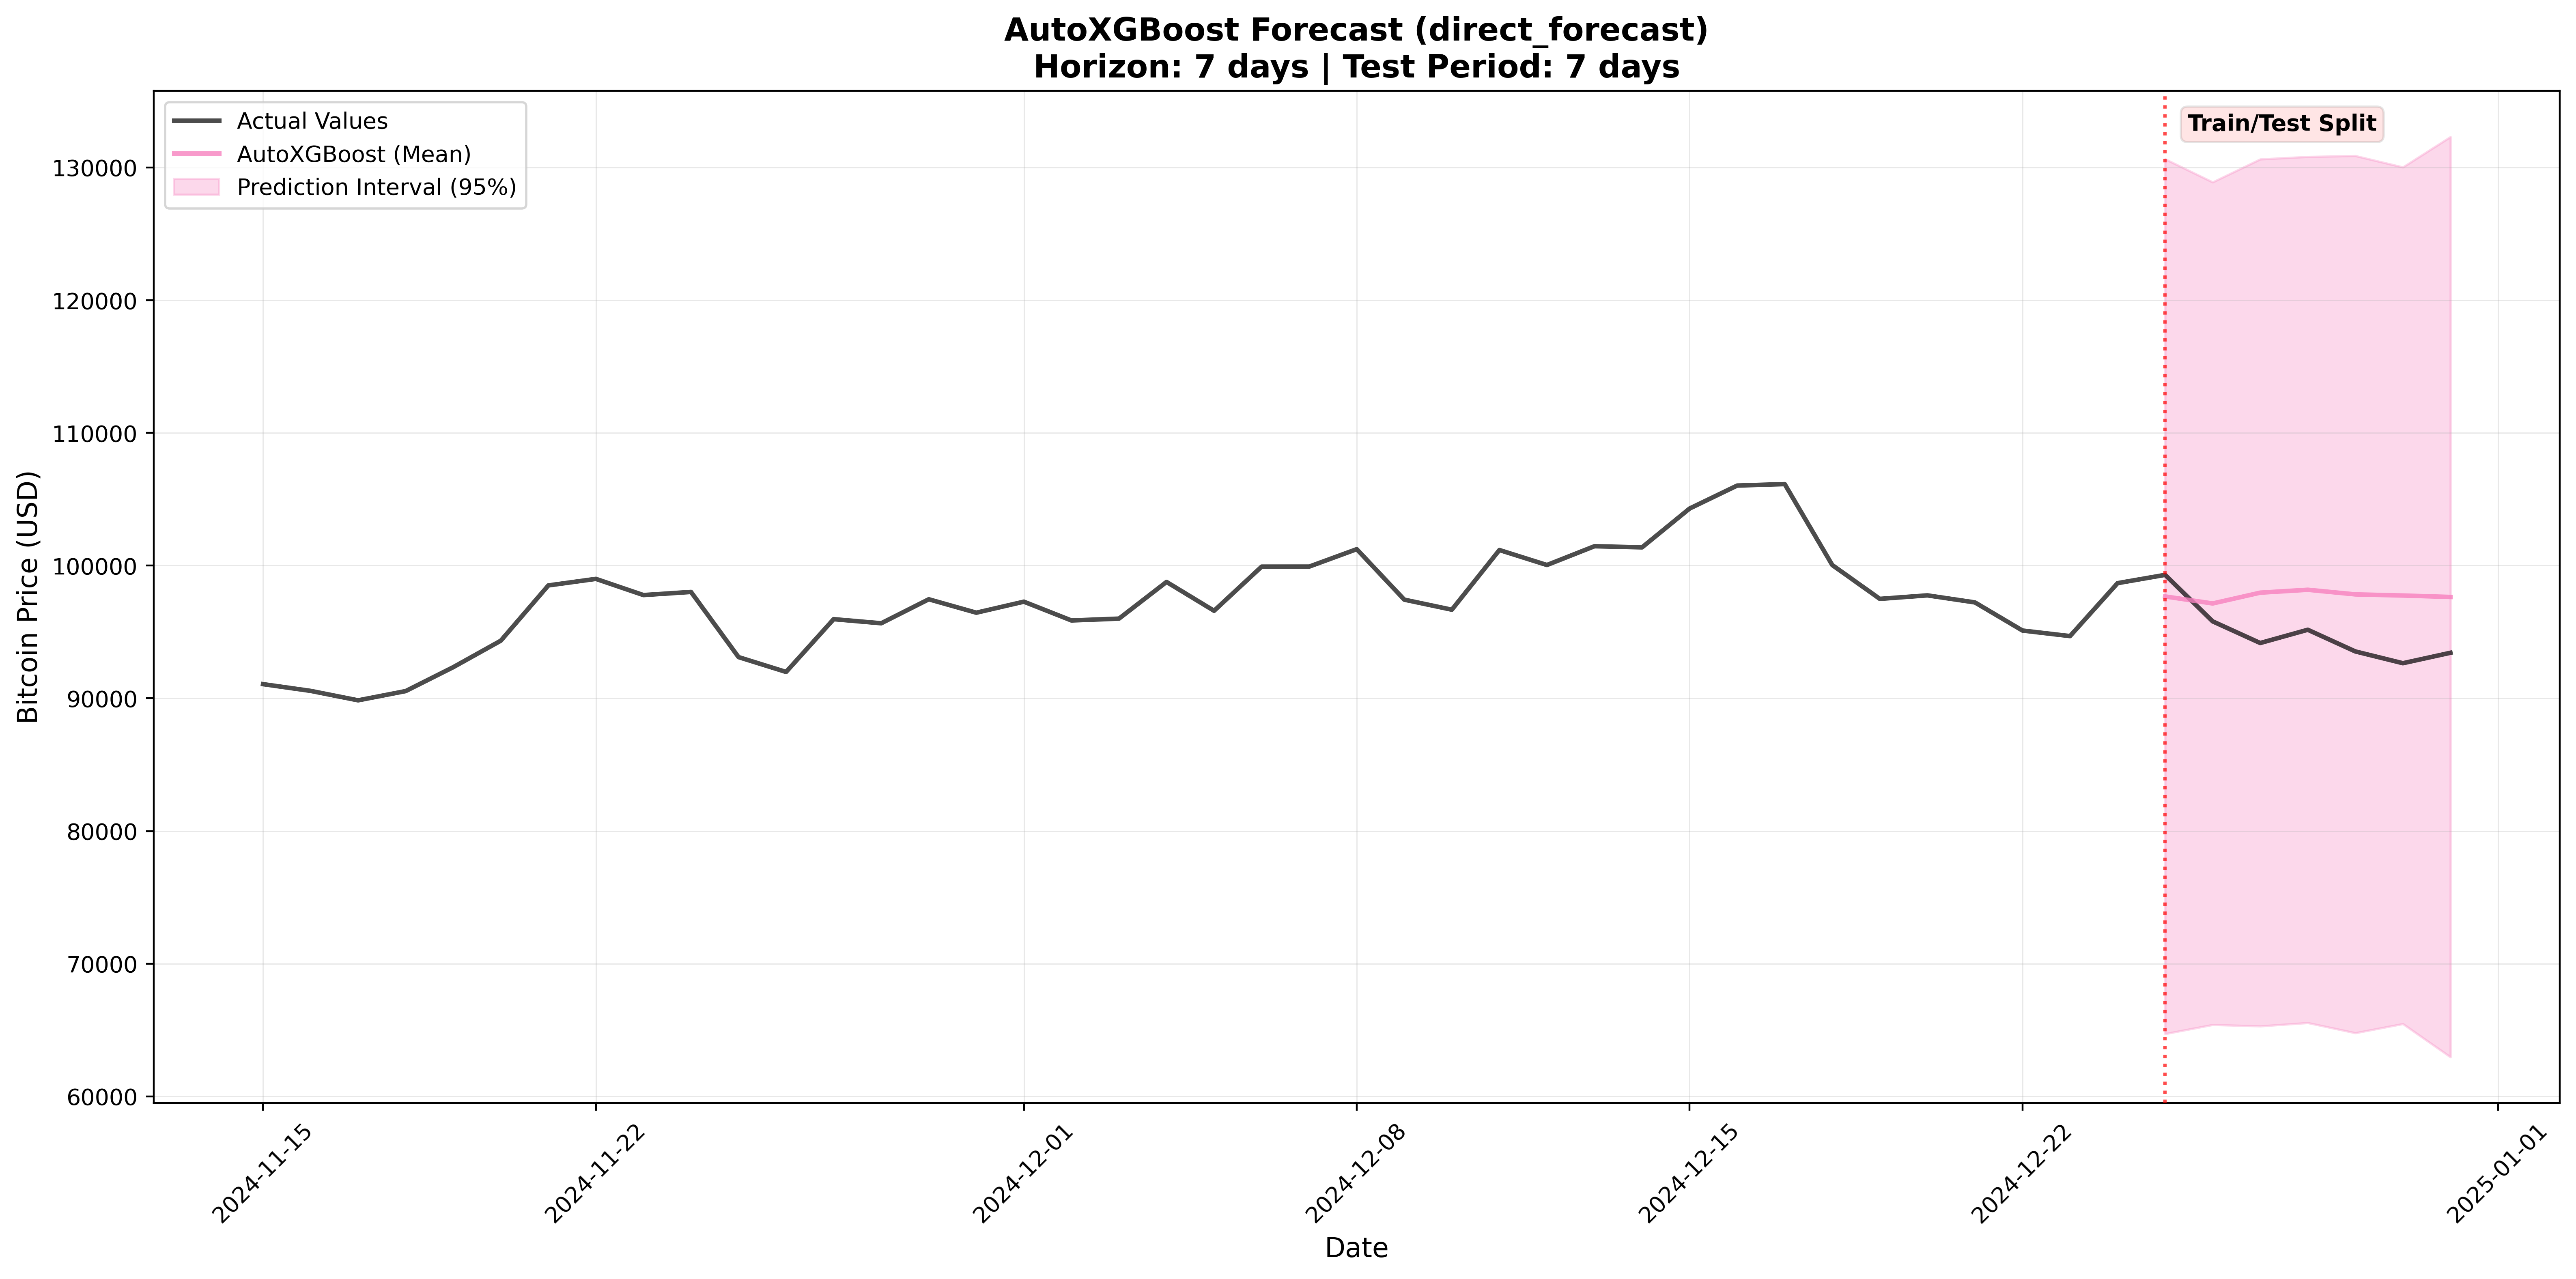 AutoXGBoost Forecast (direct_forecast)
Horizon: 7 days | Test Period: 7 days
Actual Values
AutoXGBoost (Mean)
Prediction Interval (95%)
Train/Test Split
Bitcoin Price (USD)
130000
120000
110000
100000
90000
80000
70000
60000
2024-11-15
2024-11-22
2024-12-01
2024-12-08
2024-12-15
2024-12-22
2025-01-01
Date